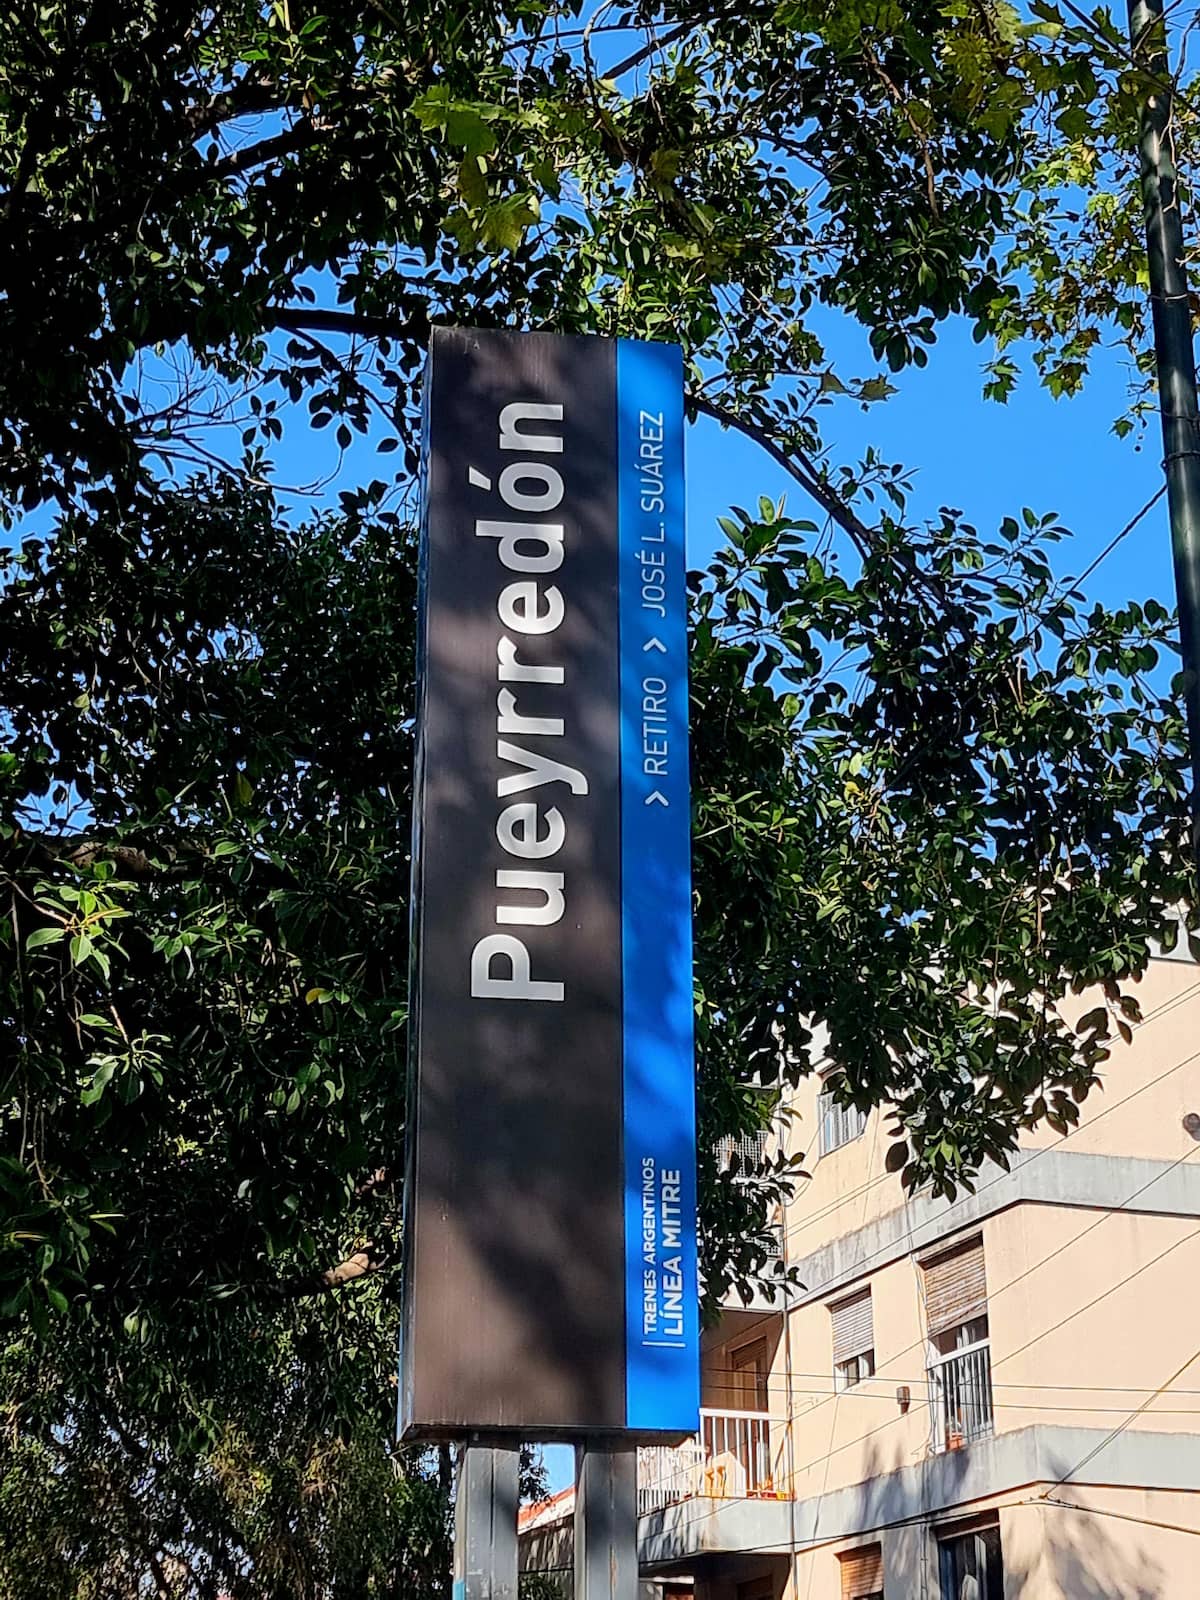 Pueyrredón
> RETIRO > JOSÉ L. SUÁREZ
TRENES ARGENTINOS
LÍNEA MITRE